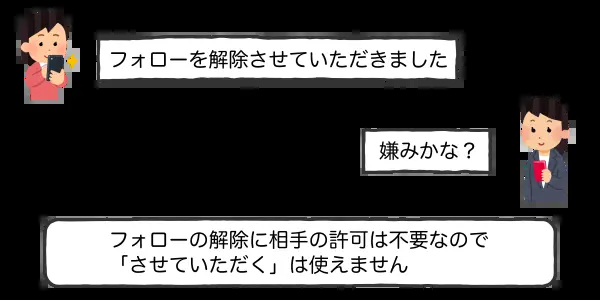 フォローを解除させていただきました
嫌みかな？
フォローの解除に相手の許可は不要なので
「させていただく」は使えません